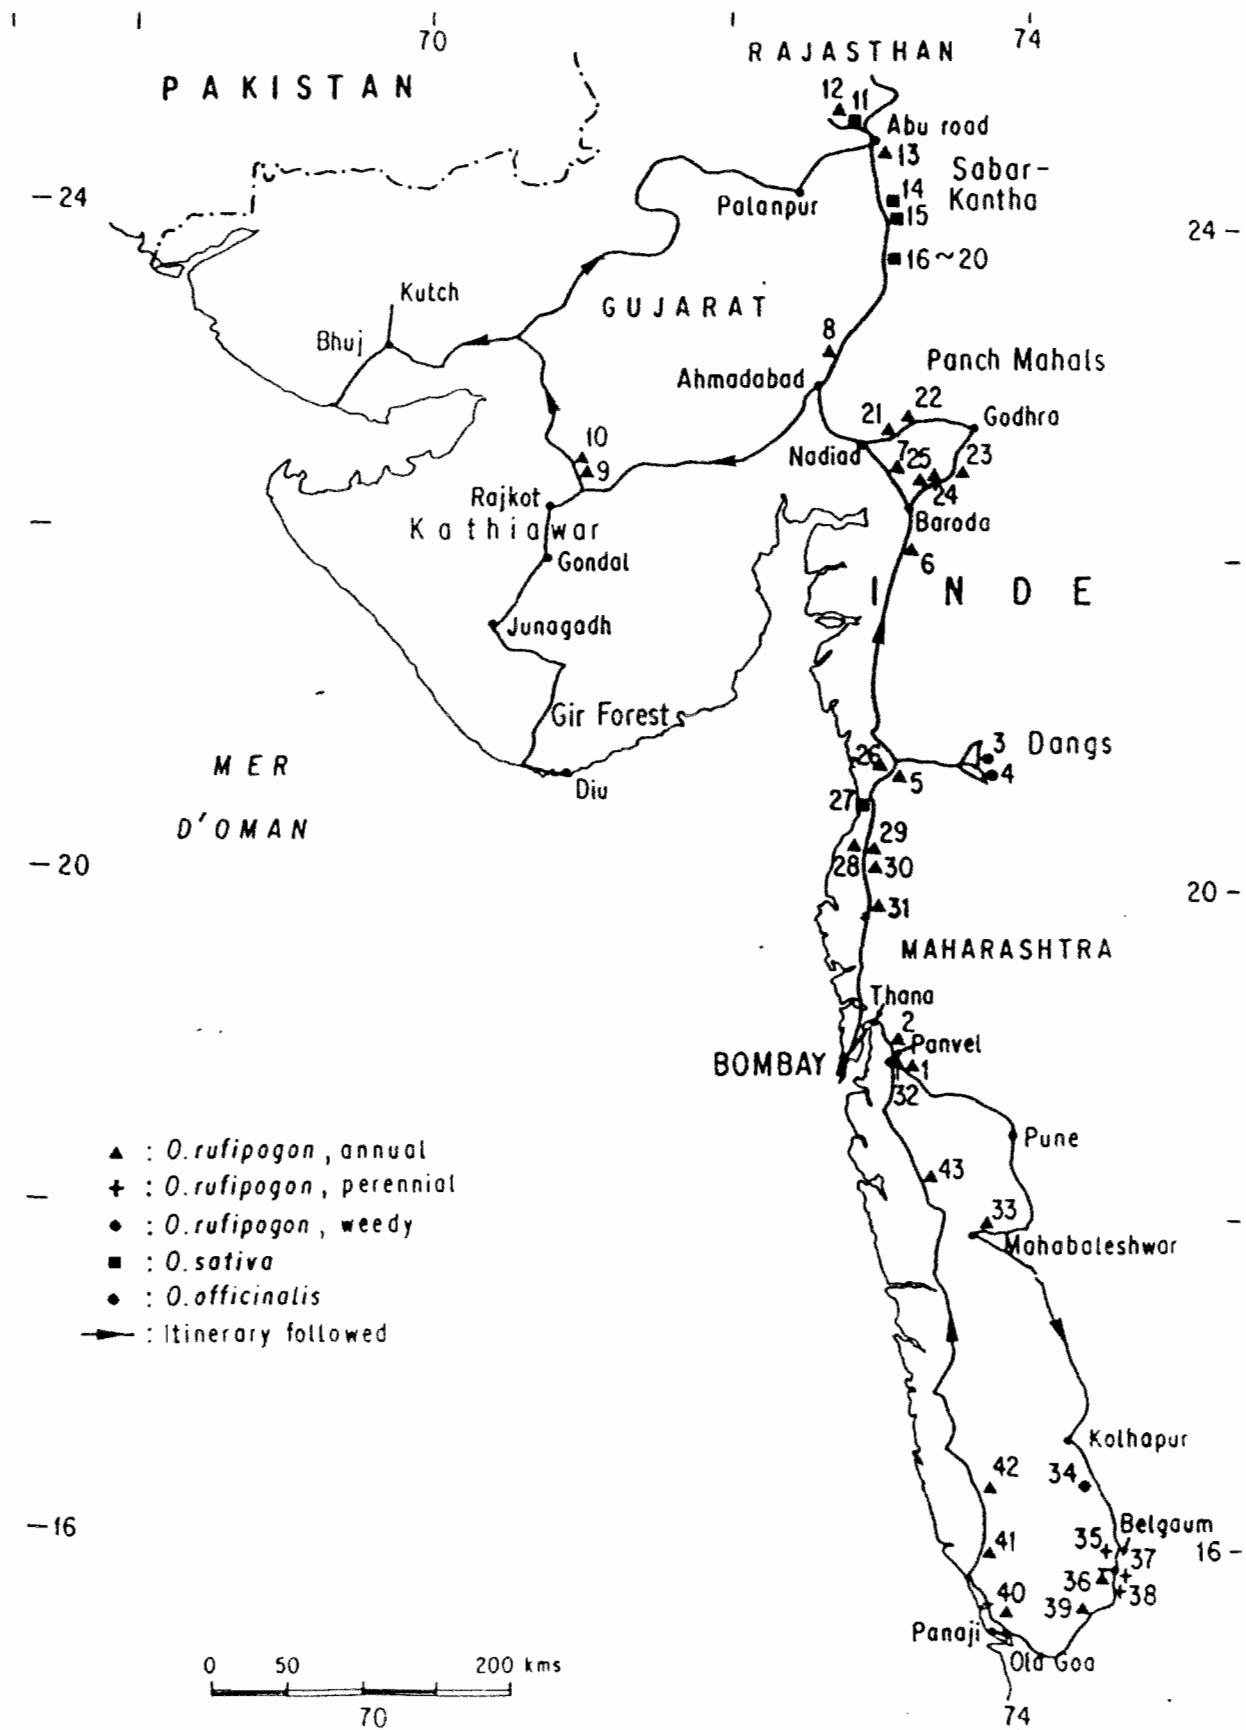 70
74
RAJASTHAN
PAKISTAN
12
11
Abu road
13
Sabar-
Kantha
24
14
15
24
Palanpur
16~20
Kutch
GUJARAT
Bhuj
8
Panch Mahals
Ahmadabad
22
21
Godhra
10
Nadiad
7
25
23
9
24
Rajkot
Kathiawar
Baroda
Gondal
6
INDE
Junagadh
Gir Forest
3
Dangs
26
4
5
MER
Diu
27
D'OMAN
29
20
28
30
20
31
MAHARASHTRA
Thana
2
Panvel
BOMBAY
1
32
Pune
▲ : O. rufipogon, annual
43
+ : O. rufipogon, perennial
33
◆ : O. rufipogon, weedy
Mahabaleshwar
■ : O. sativa
● : O. officinalis
: Itinerary followed
Kolhapur
42
34
16
Belgaum
41
35
37
16
36
38
40
39
Panaji
Old Goa
0 50 200 kms
70
74